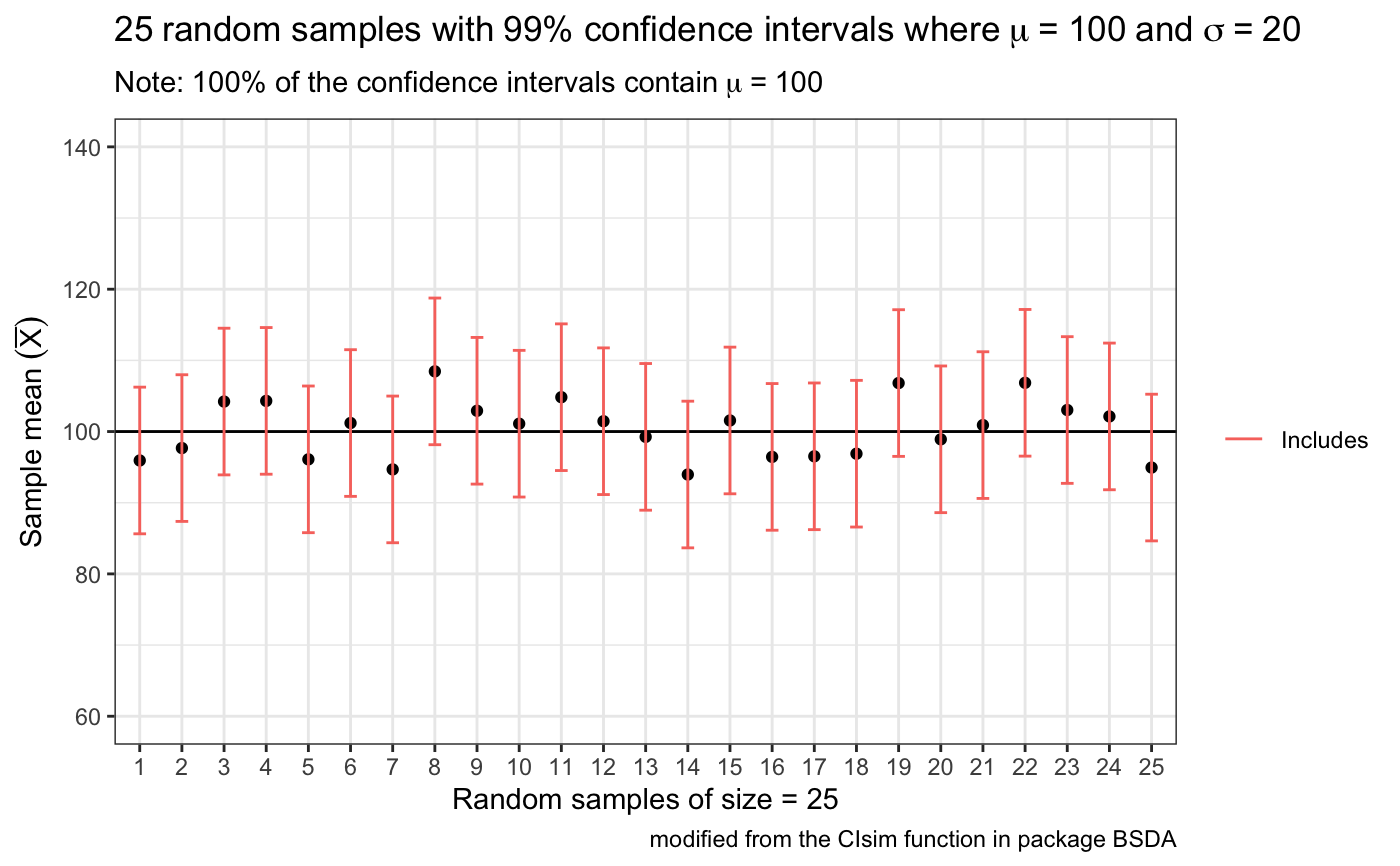 25 random samples with 99% confidence intervals where μ = 100 and σ = 20
Note: 100% of the confidence intervals contain μ = 100
140
120
100
80
60
Sample mean (X̅)
1 2 3 4 5 6 7 8 9 10 11 12 13 14 15 16 17 18 19 20 21 22 23 24 25
Random samples of size = 25
Includes
modified from the CIsim function in package BSDA